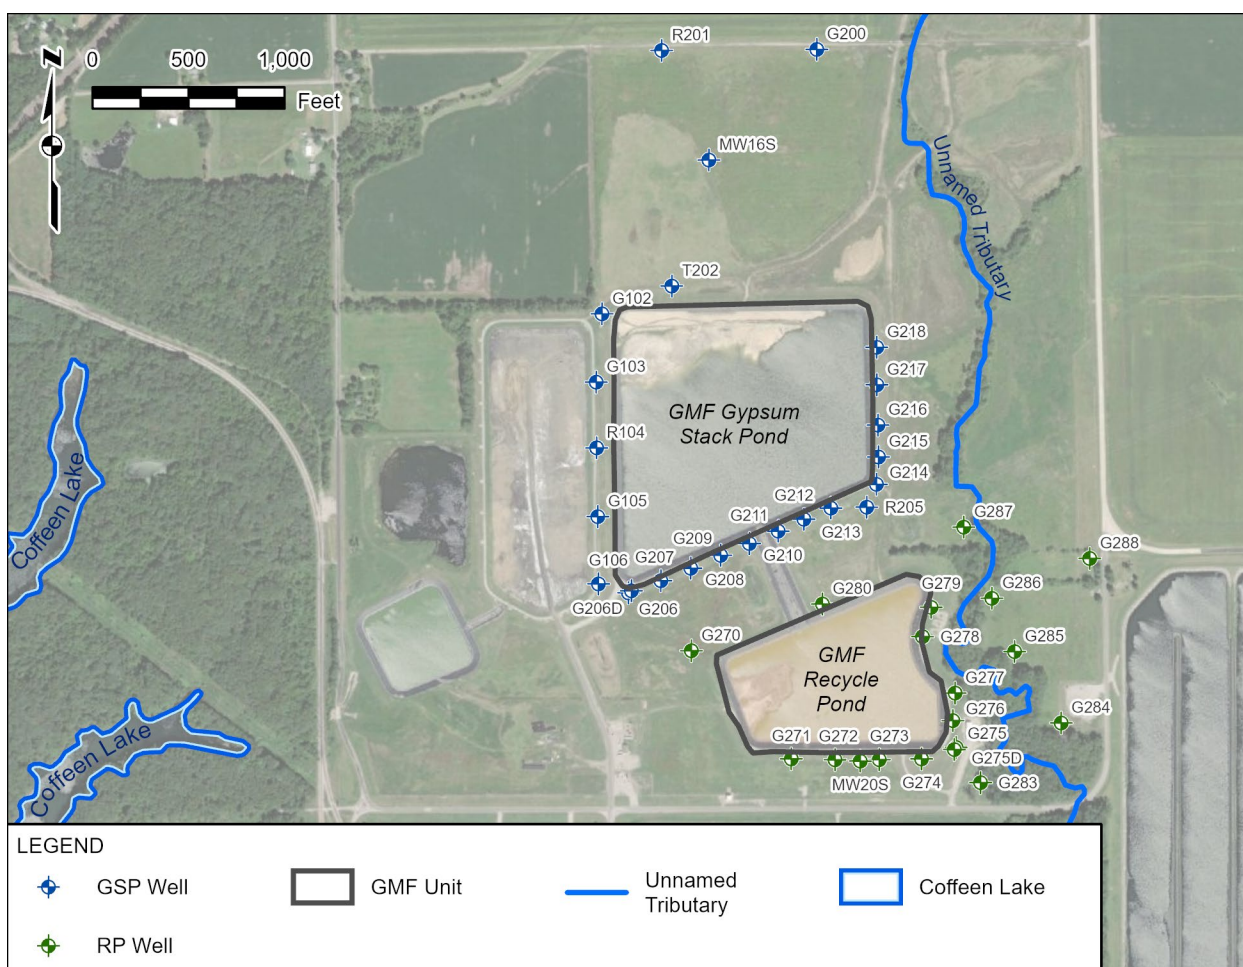 R201
G200
N
0 500 1,000
Feet
MW16S
Unnamed Tributary
T202
G102
G218
G103
G217
GMF Gypsum
Stack Pond
G216
R104
G215
G214
Coffeen Lake
G105
G212
R205
G211
G213
G287
G209
G210
G106
G207
G208
G288
G206D
G206
G280
G279
G286
G270
G278
G285
GMF
Recycle
Pond
G277
G276
G284
Coffeen Lake
G271
G272
G273
G275
MW20S
G274
G275D
G283
LEGEND
GSP Well
GMF Unit
Unnamed
Tributary
Coffeen Lake
RP Well